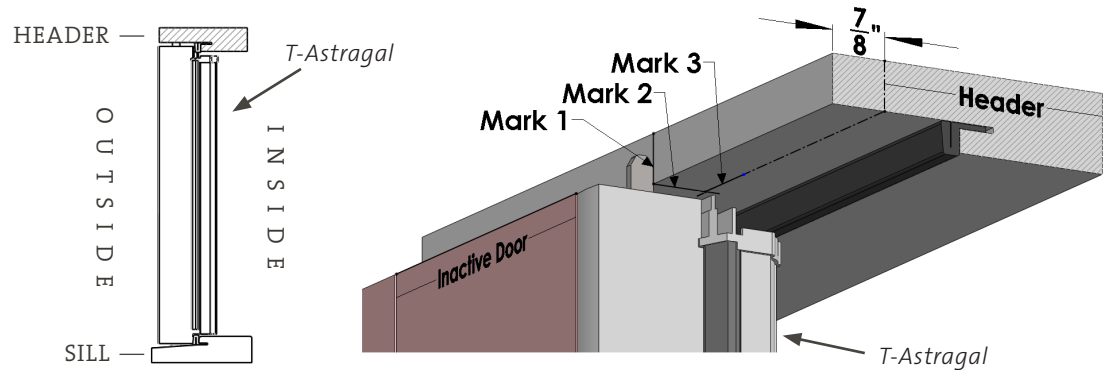 HEADER
T-Astragal
OUTSIDE
INSIDE
SILL
7/8"
Mark 3
Mark 2
Mark 1
Header
Inactive Door
T-Astragal